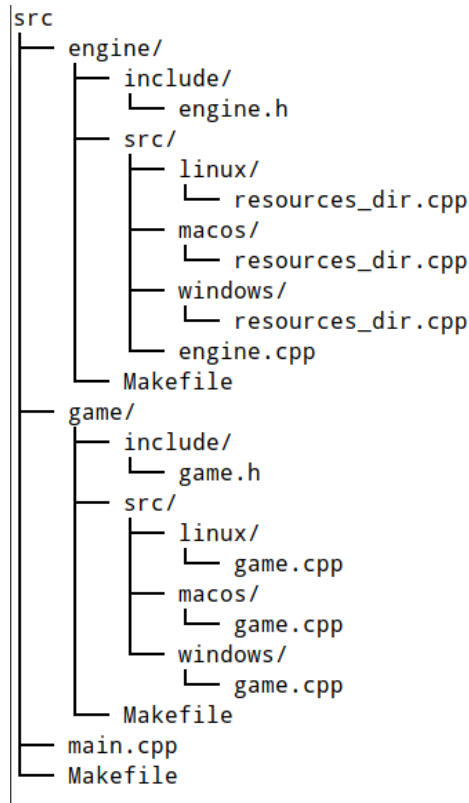 src
engine/
include/
engine.h
src/
linux/
resources_dir.cpp
macos/
resources_dir.cpp
windows/
resources_dir.cpp
engine.cpp
Makefile
game/
include/
game.h
src/
linux/
game.cpp
macos/
game.cpp
windows/
game.cpp
Makefile
main.cpp
Makefile